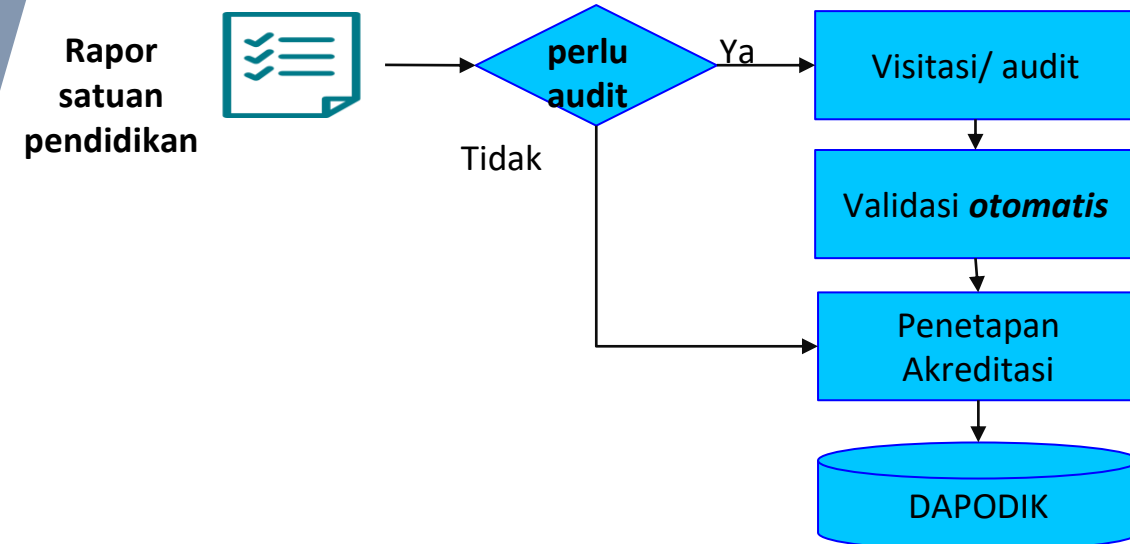 Rapor
satuan
pendidikan
perlu
audit
Ya
Tidak
Visitasi/ audit
Validasi otomatis
Penetapan
Akreditasi
DAPODIK